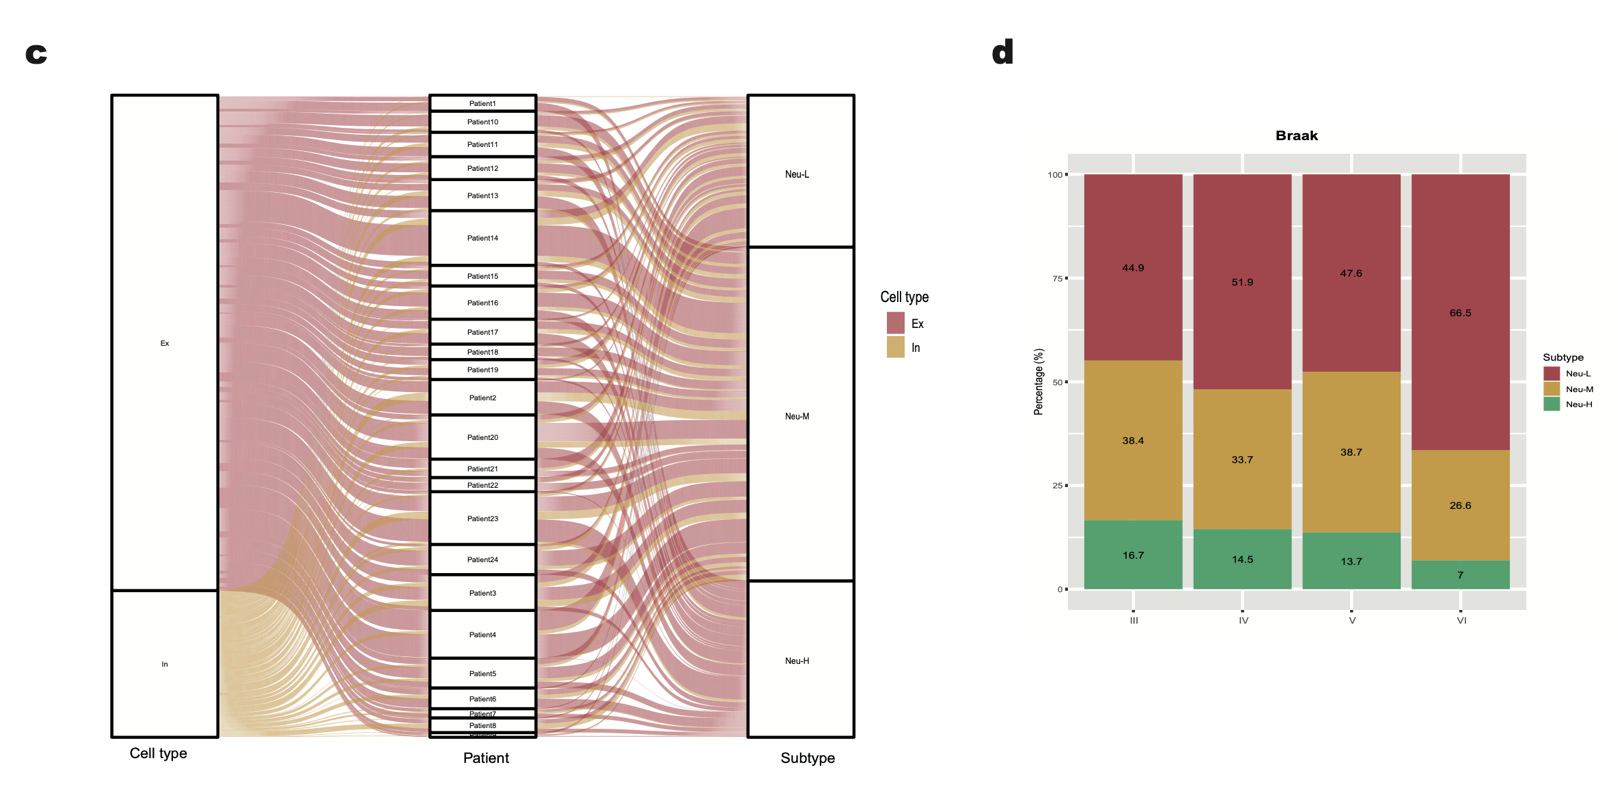 c
Ex
In
Cell type
Patient1
Patient10
Patient11
Patient12
Patient13
Patient14
Patient15
Patient16
Patient17
Patient18
Patient19
Patient2
Patient20
Patient21
Patient22
Patient23
Patient24
Patient3
Patient4
Patient5
Patient6
Patient7
Patient8
Patient
Neu-L
Neu-M
Neu-H
Subtype
Cell type
Ex
In
d
Braak
Percentage (%)
100
75
50
25
0
44.9
38.4
16.7
51.9
33.7
14.5
47.6
38.7
13.7
66.5
26.6
7
III
IV
V
VI
Subtype
Neu-L
Neu-M
Neu-H